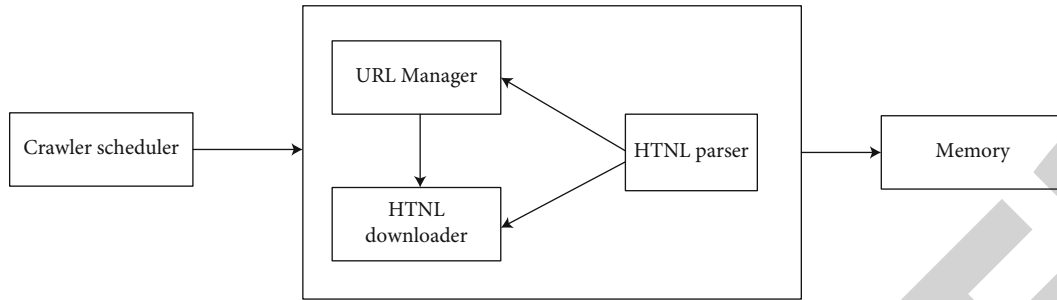 Crawler scheduler
URL Manager
HTNL
downloader
HTNL parser
Memory